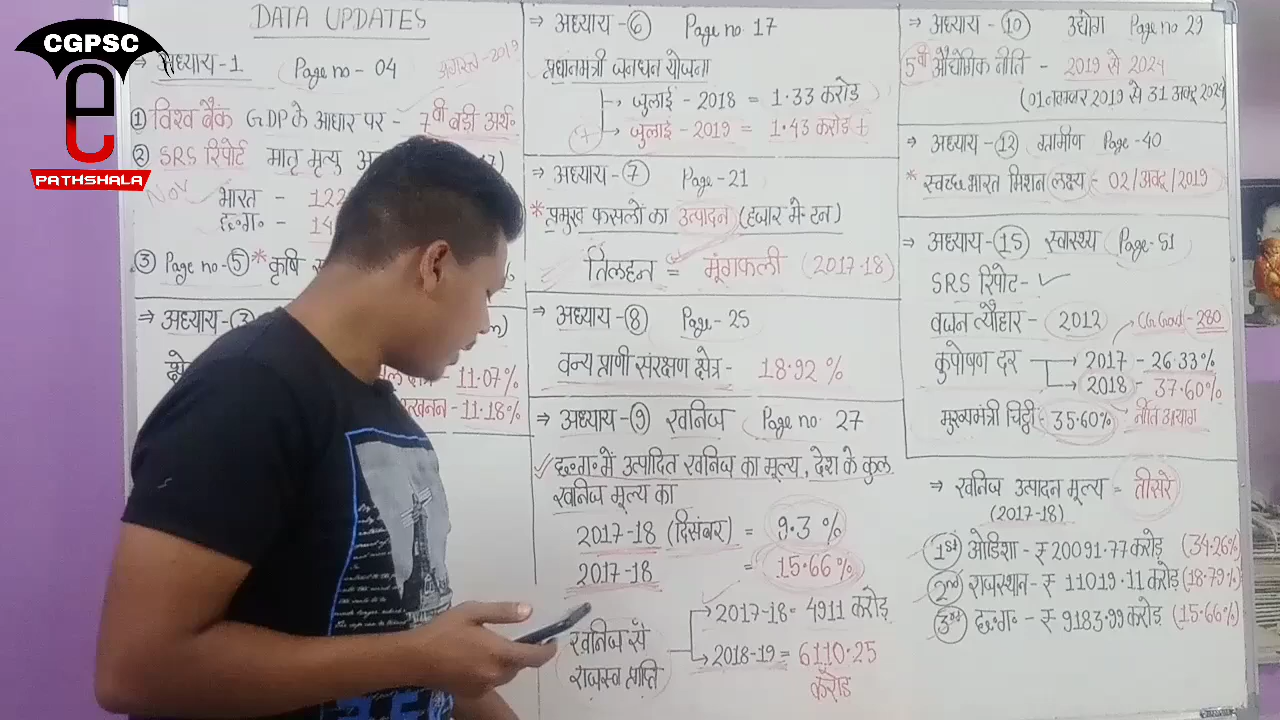 CGPSC
e
PATHSHALA
DATA UPDATES
⇒ अध्याय-1 Page no - 04 अगस्त-2019
① विश्व बैंक GDP के आधार पर - 7वीं बड़ी अर्थ॰
② SRS रिपोर्ट मातृ मृत्यु
Nov
भारत - 122
छ॰ग॰ - 14
③ Page no-⑤ * कृषि
⇒ अध्याय-③
11.07%
उत्खनन - 11.18%
⇒ अध्याय-⑥ Page no. 17
प्रधानमंत्री जनधन योजना
→ जुलाई - 2018 = 1.33 करोड़
(+) → जुलाई - 2019 = 1.43 करोड़ +
⇒ अध्याय-⑦ Page-21
* प्रमुख फसलों का उत्पादन (हजार मे॰टन)
तिलहन = मूंगफली (2017-18)
⇒ अध्याय-⑧ Page-25
वन्य प्राणी संरक्षण क्षेत्र - 18.92 %
⇒ अध्याय-⑨ खनिज Page no. 27
✓ छ॰ग॰ में उत्पादित खनिज का मूल्य, देश के कुल
खनिज मूल्य का
2017-18 (दिसंबर) = 9.3 %
2017-18 = 15.66%
→ 2017-18 = 4911 करोड़
खनिज से
राजस्व प्राप्ति
→ 2018-19 = 6110.25
करोड़
⇒ अध्याय-⑩ उद्योग Page no 29
5वीं औद्योगिक नीति - 2019 से 2024
(01 नवम्बर 2019 से 31 अक्टू 2024)
⇒ अध्याय-⑫ ग्रामीण Page-40
* स्वच्छ भारत मिशन लक्ष्य - 02/अक्टू/2019
⇒ अध्याय-⑮ स्वास्थ्य Page-51
SRS रिपोर्ट - ✓
वजन त्यौहार - 2012 → CG Govt - 280
कुपोषण दर → 2017 - 26.33%
→ 2018 - 37.60%
मुख्यमंत्री चिट्ठी - 35.60% → नीति आयोग
⇒ खनिज उत्पादन मूल्य = तीसरे
(2017-18)
1st ओडिशा - ₹ 20091.77 करोड़ (34.26%)
2nd राजस्थान - ₹ 11019.11 करोड़ (18.79%)
3rd छ॰ग॰ - ₹ 9183.99 करोड़ (15.66%)